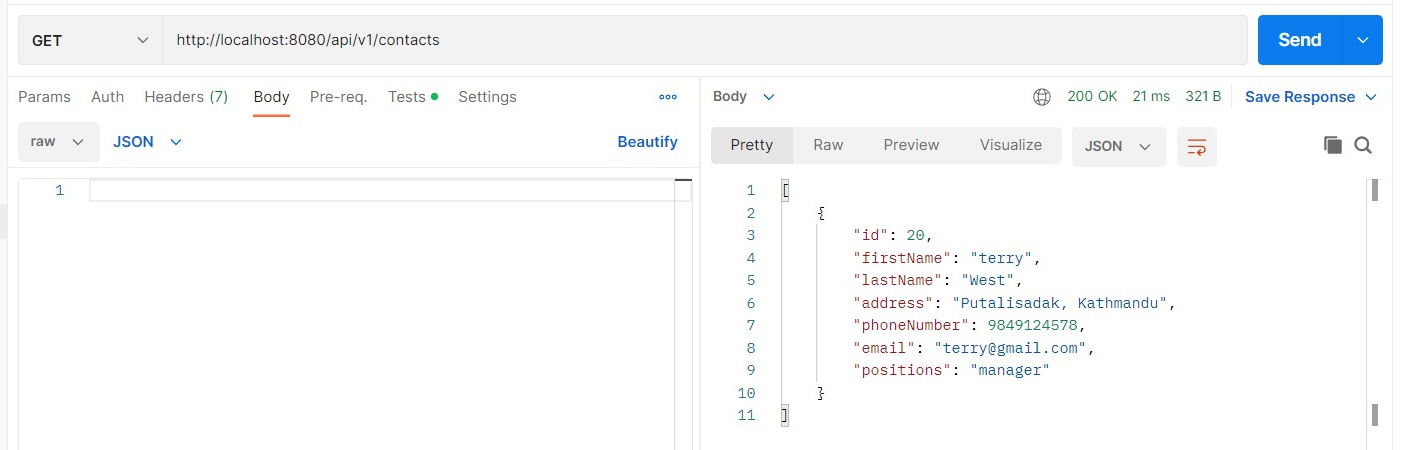 GET http://localhost:8080/api/v1/contacts Send
Params Auth Headers (7) Body Pre-req. Tests Settings
raw JSON Beautify
1
Body 200 OK 21 ms 321 B Save Response
Pretty Raw Preview Visualize JSON
1 [
2 {
3 "id": 20,
4 "firstName": "terry",
5 "lastName": "West",
6 "address": "Putalisadak, Kathmandu",
7 "phoneNumber": 9849124578,
8 "email": "terry@gmail.com",
9 "positions": "manager"
10 }
11 ]